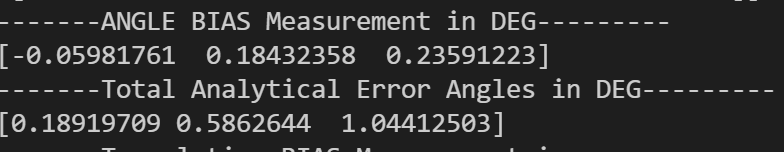 -------ANGLE BIAS Measurement in DEG---------
[-0.05981761  0.18432358  0.23591223]
-------Total Analytical Error Angles in DEG---------
[0.18919709 0.5862644  1.04412503]